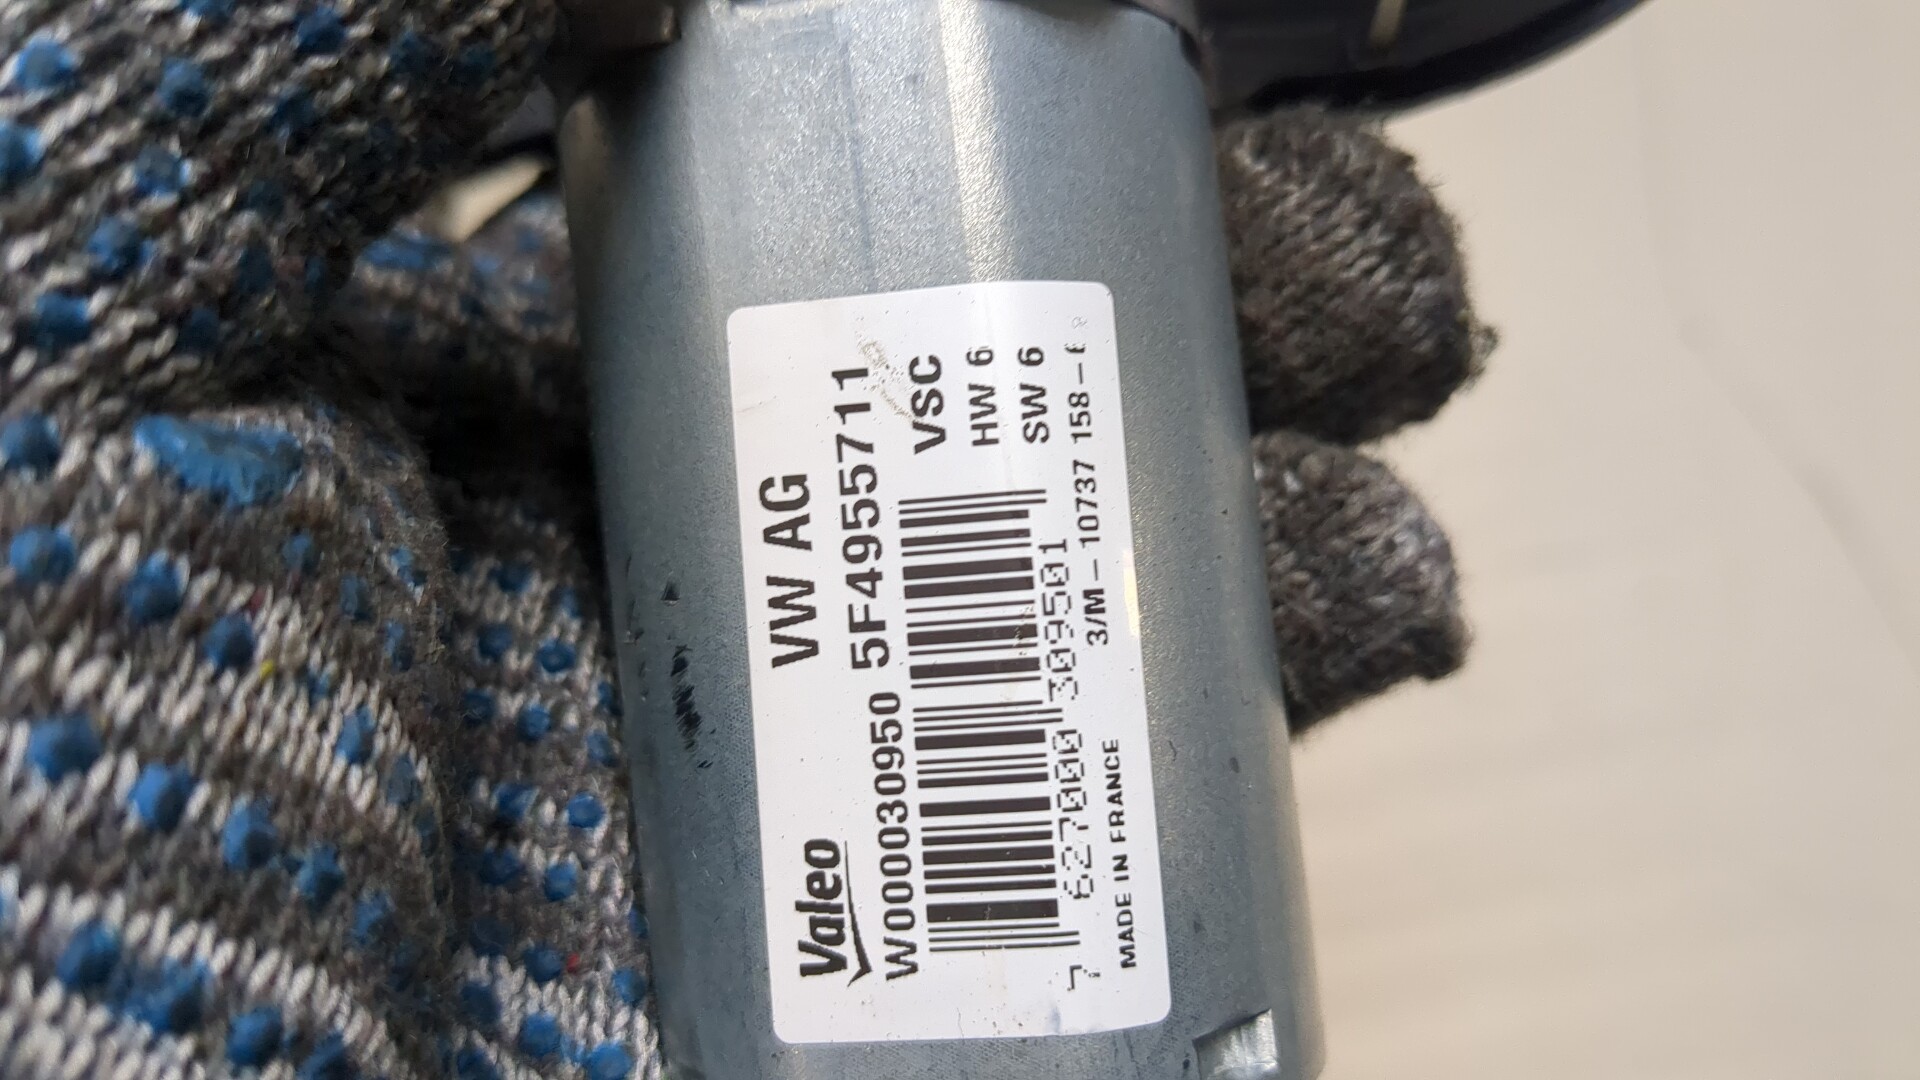 Valeo VW AG
W000030950 5F4955711
VSC
HW 6
SW 6
7 627000 309501
MADE IN FRANCE 3/M – 10737 158–